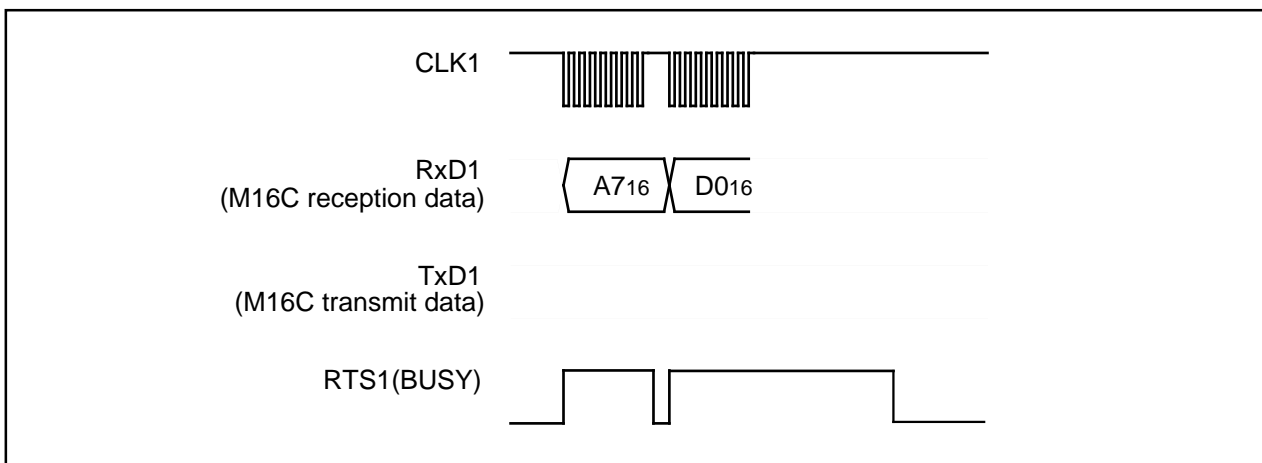 CLK1
RxD1
(M16C reception data)
A716
D016
TxD1
(M16C transmit data)
RTS1(BUSY)